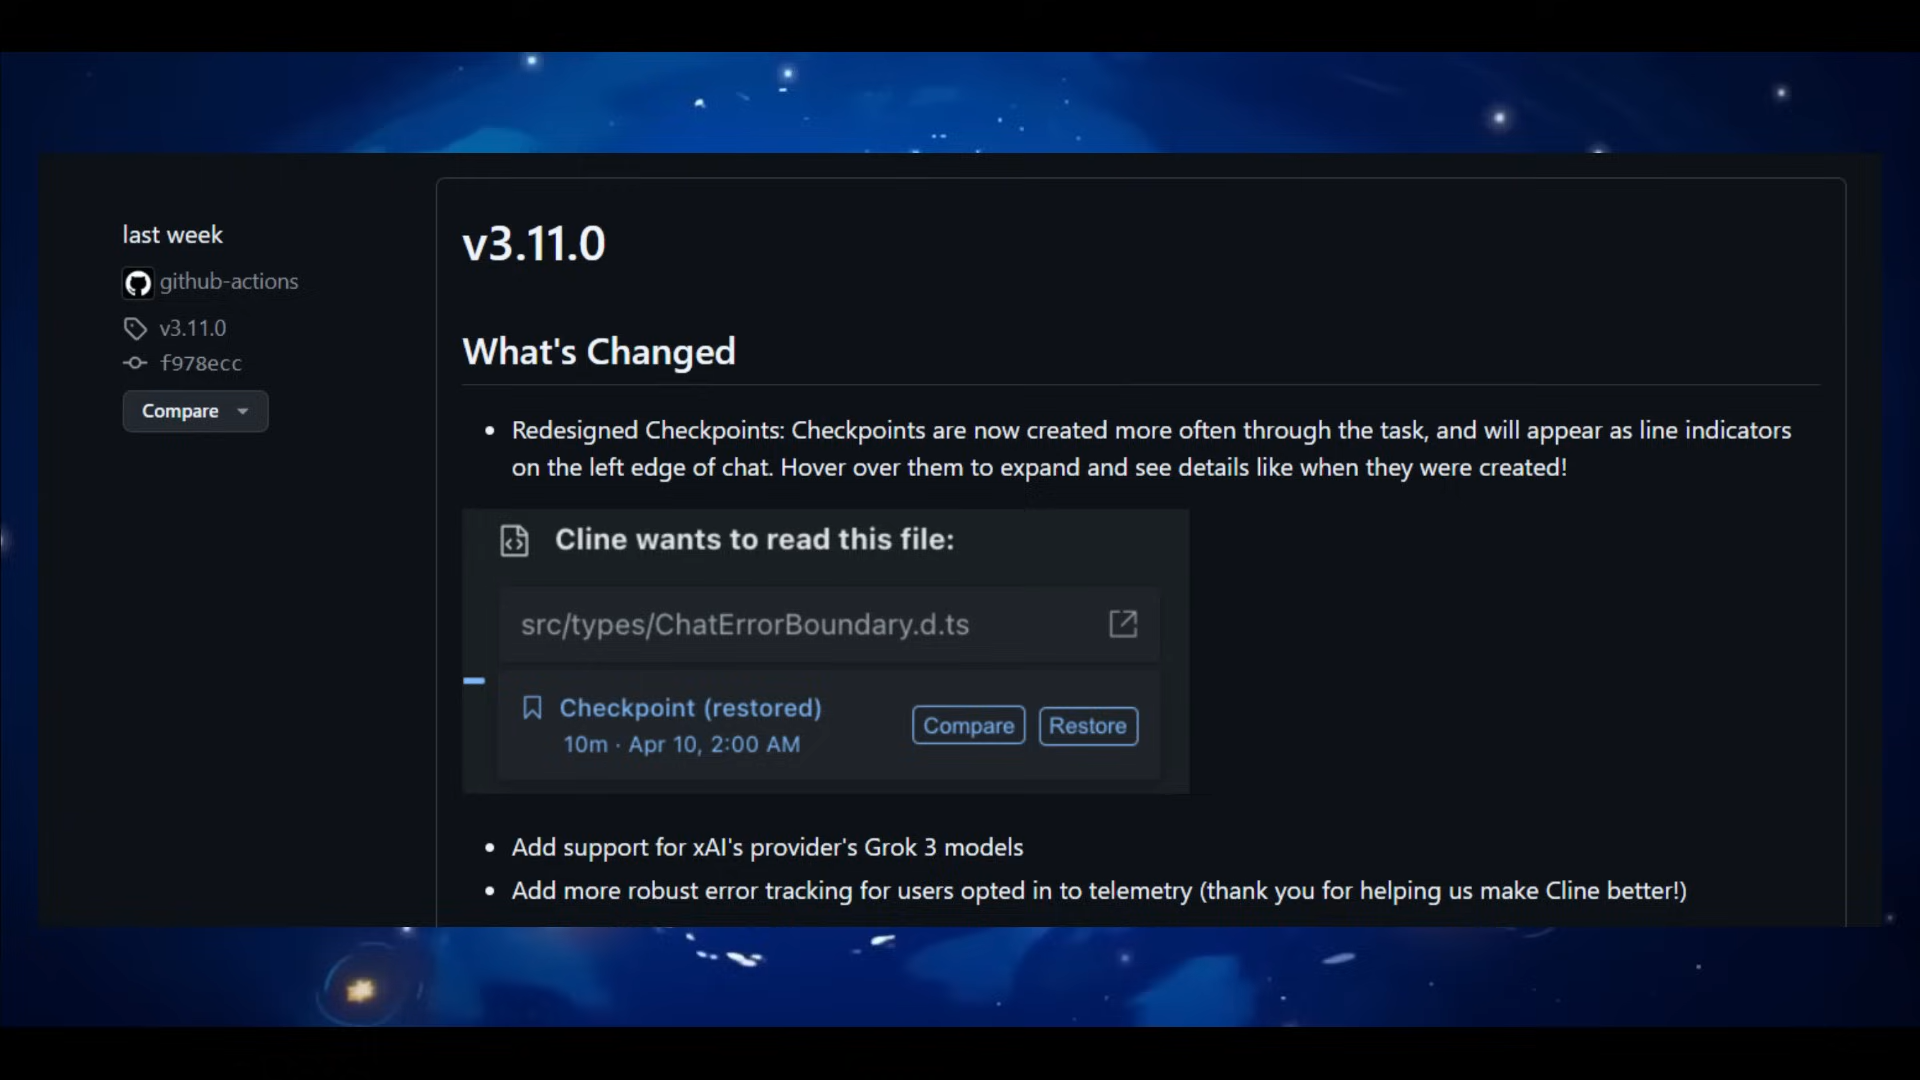 last week
github-actions
v3.11.0
f978ecc
Compare
v3.11.0
What's Changed
Redesigned Checkpoints: Checkpoints are now created more often through the task, and will appear as line indicators
on the left edge of chat. Hover over them to expand and see details like when they were created!
Cline wants to read this file:
src/types/ChatErrorBoundary.d.ts
Checkpoint (restored)
10m · Apr 10, 2:00 AM
Compare
Restore
Add support for xAI's provider's Grok 3 models
Add more robust error tracking for users opted in to telemetry (thank you for helping us make Cline better!)